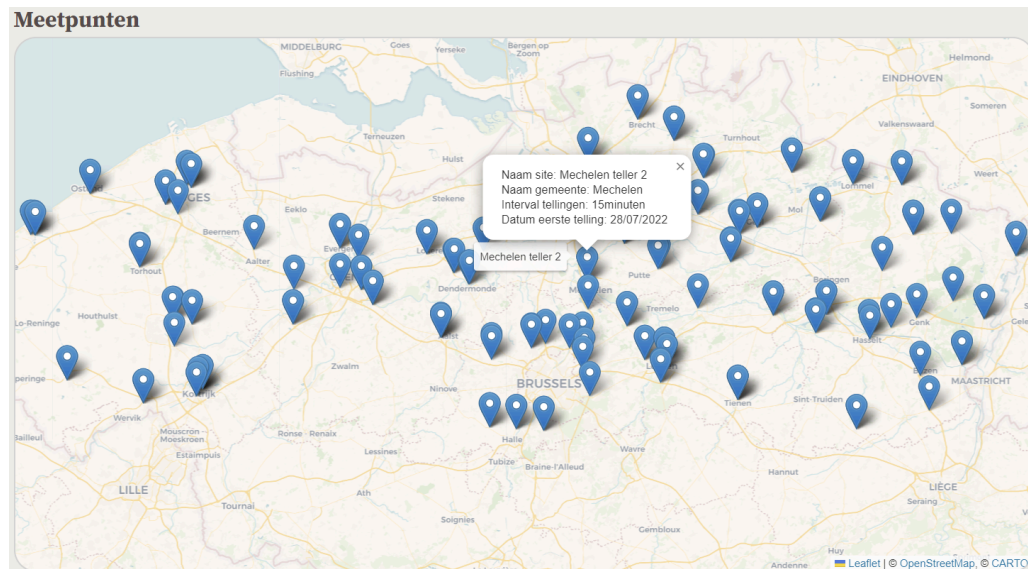 Meetpunten
MIDDELBURG
Goes
Yerseke
Bergen op
Zoom
Helmond
Flushing
EINDHOVEN
Someren
Brecht
Terneuzen
Turnhout
Valkenswaard
Hulst
Weert
Naam site: Mechelen teller 2
Naam gemeente: Mechelen
Interval tellingen: 15minuten
Datum eerste telling: 28/07/2022
×
Lommel
Stekene
Eeklo
Mol
Beernem
Aalter
Torhout
Mechelen teller 2
Putte
Dendermonde
Houthulst
Tremelo
Lo-Reninge
Genk
Hasselt
Zwalm
Ninove
BRUSSELS
MAASTRICHT
Tienen
Sint-Truiden
Wervik
Mouscron -
Moeskroen
Ronse - Renaix
Halle
Estaimpuis
Lessines
Tubize
Braine-l'Alleud
Wavre
Hannut
LILLE
Ath
LIÈGE
Tournai
Seraing
Soignies
Gembloux
Huy
Andenne
Leaflet | © OpenStreetMap, © CARTO